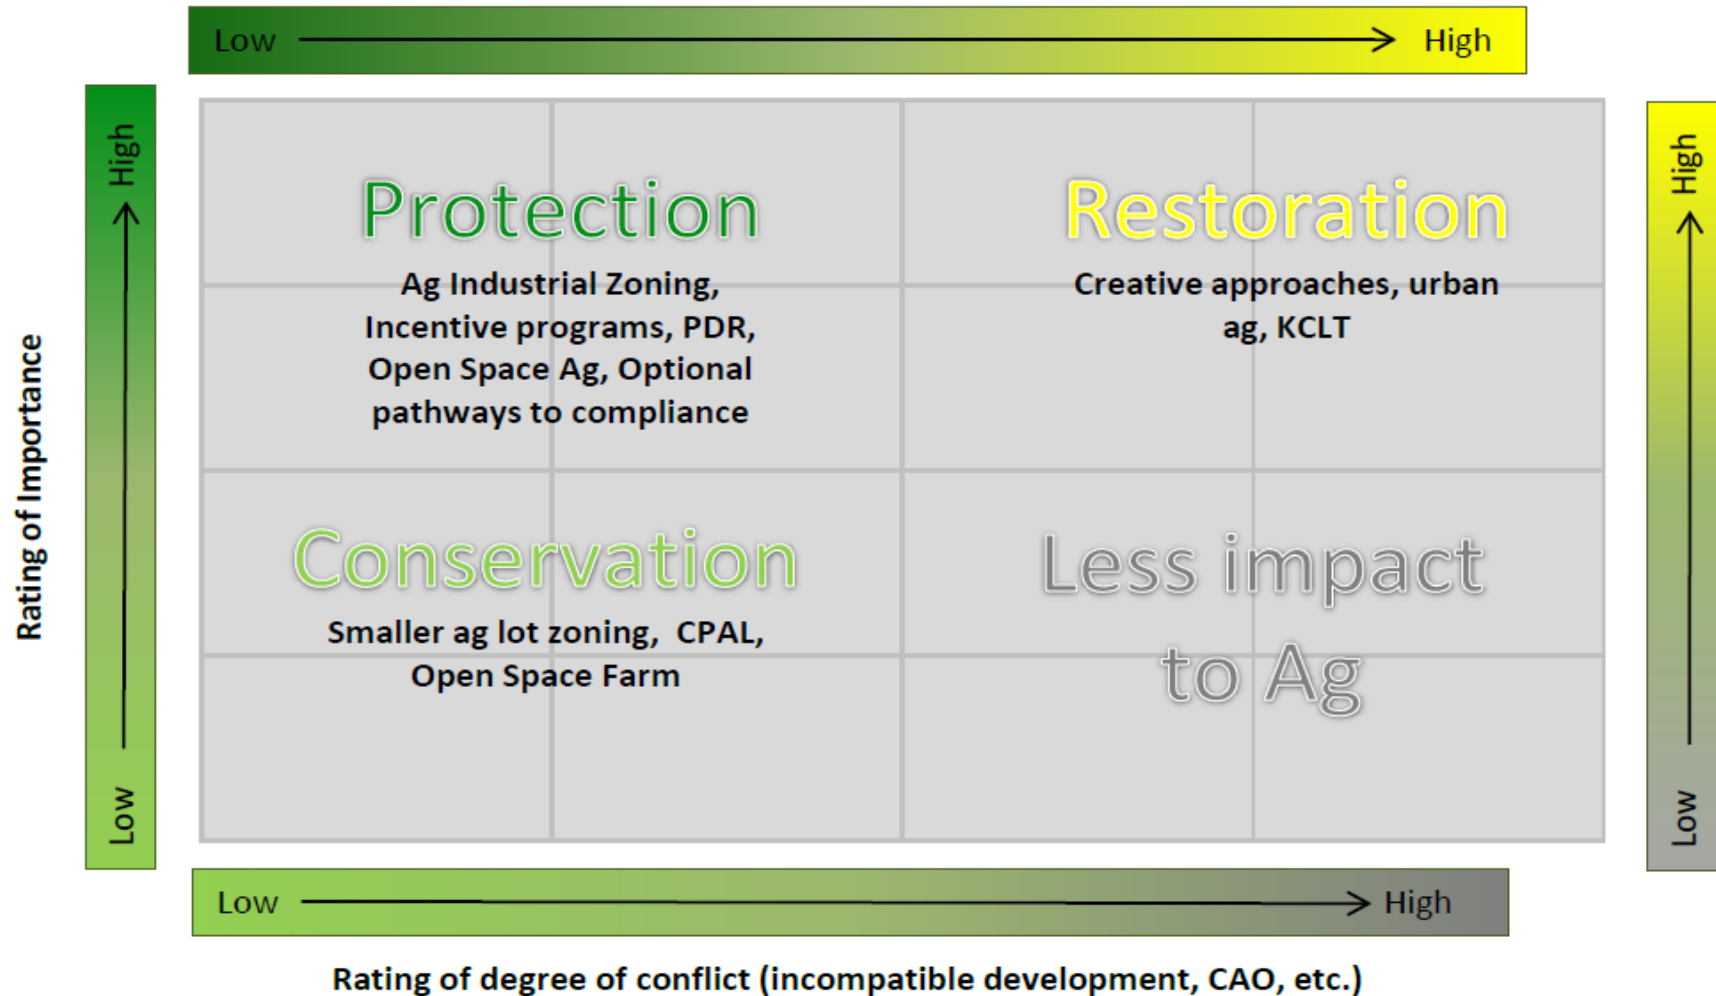 Low High
High
High
Protection
Ag Industrial Zoning,
Incentive programs, PDR,
Open Space Ag, Optional
pathways to compliance
Restoration
Creative approaches, urban
ag, KCLT
Rating of Importance
Conservation
Smaller ag lot zoning, CPAL,
Open Space Farm
Less impact
to Ag
Low
Low
Low High
Rating of degree of conflict (incompatible development, CAO, etc.)